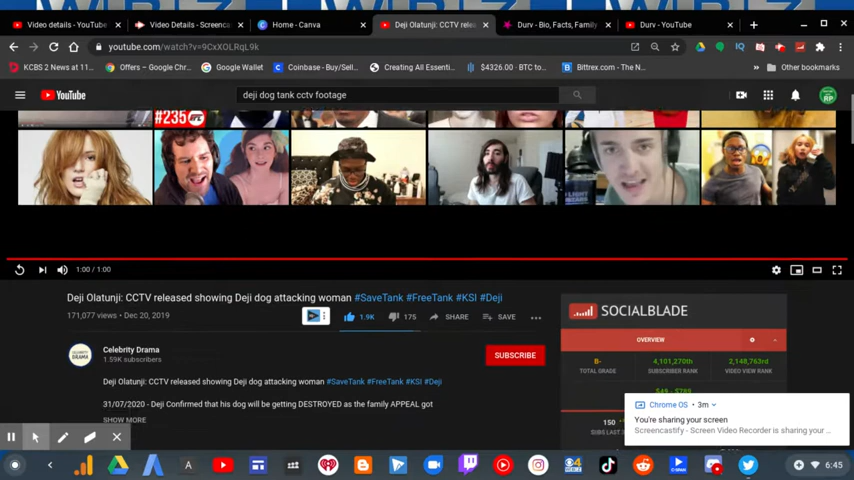 Video details - YouTube
Video Details - Screenca
Home - Canva
Deji Olatunji: CCTV relea
Durv - Bio, Facts, Family
Durv - YouTube
youtube.com/watch?v=9CxXOLRqL9k
KCBS 2 News at 11:...
Offers – Google Chr...
Google Wallet
Coinbase - Buy/Sell...
Creating All Essenti...
$4326.00 - BTC to...
Bittrex.com - The N...
Other bookmarks
YouTube
deji dog tank cctv footage
RP
#235
1:00 / 1:00
Deji Olatunji: CCTV released showing Deji dog attacking woman #SaveTank #FreeTank #KSI #Deji
171,077 views • Dec 20, 2019
1.9K
175
SHARE
SAVE
SOCIALBLADE
OVERVIEW
Celebrity Drama
1.59K subscribers
SUBSCRIBE
B-
4,101,270th
2,148,763rd
TOTAL GRADE
SUBSCRIBER RANK
VIDEO VIEW RANK
Deji Olatunji: CCTV released showing Deji dog attacking woman #SaveTank #FreeTank #KSI #Deji
31/07/2020 - Deji Confirmed that his dog will be getting DESTROYED as the family APPEAL got
SHOW MORE
150
SUBS LAST 3
Chrome OS • 3m
You're sharing your screen
Screencastify - Screen Video Recorder is sharing your ...
6:45